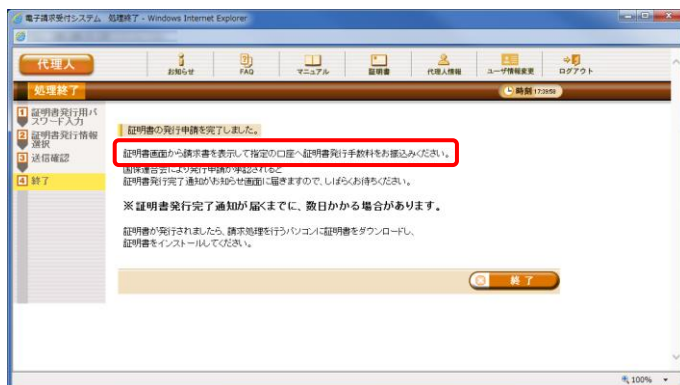 電子請求受付システム 処理終了 - Windows Internet Explorer
代理人
お知らせ
FAQ
マニュアル
証明書
代理人情報
ユーザ情報変更
ログアウト
処理終了
時刻 17:39:58
1 証明書発行用パスワード入力
2 証明書発行情報選択
3 送信確認
4 終了
証明書の発行申請を完了しました。
証明書画面から請求書を表示して指定の口座へ証明書発行手数料をお振込みください。
国保連合会により発行申請が承認されると
証明書発行完了通知がお知らせ画面に届きますので、しばらくお待ちください。
※証明書発行完了通知が届くまでに、数日かかる場合があります。
証明書が発行されましたら、請求処理を行うパソコンに証明書をダウンロードし、
証明書をインストールしてください。
終了
100%